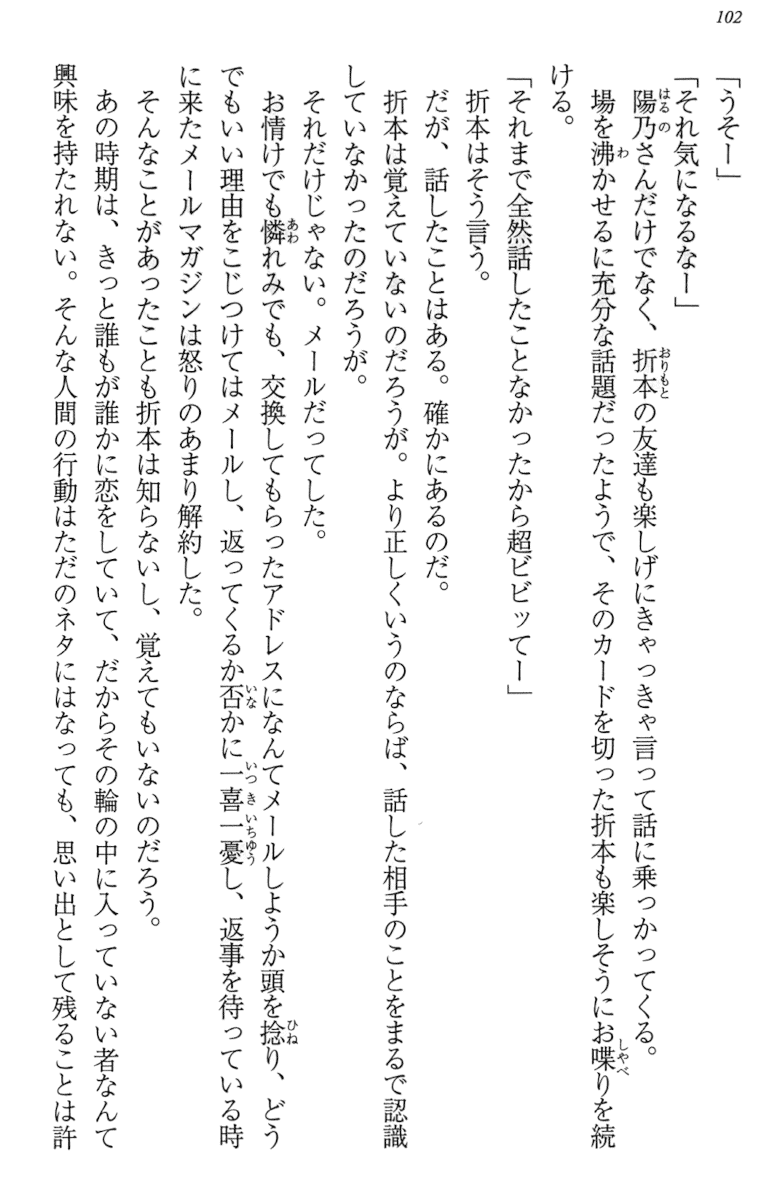 102
「うそー」
「それ気になるなー」
　陽乃さんだけでなく、折本の友達も楽しげにきゃっきゃ言って話に乗っかってくる。
　場を沸かせるに充分な話題だったようで、そのカードを切った折本も楽しそうにお喋りを続
ける。
「それまで全然話したことなかったから超ビビッてー」
　折本はそう言う。
　だが、話したことはある。確かにあるのだ。
　折本は覚えていないのだろうが。より正しくいうのならば、話した相手のことをまるで認識
していなかったのだろうが。
　それだけじゃない。メールだってした。
　お情けでも憐れみでも、交換してもらったアドレスになんてメールしようか頭を捻り、どう
でもいい理由をこじつけてはメールし、返ってくるか否かに一喜一憂し、返事を待っている時
に来たメールマガジンは怒りのあまり解約した。
　そんなことがあったことも折本は知らないし、覚えてもいないのだろう。
　あの時期は、きっと誰もが誰かに恋をしていて、だからその輪の中に入っていない者なんて
興味を持たれない。そんな人間の行動はただのネタにはなっても、思い出として残ることは許